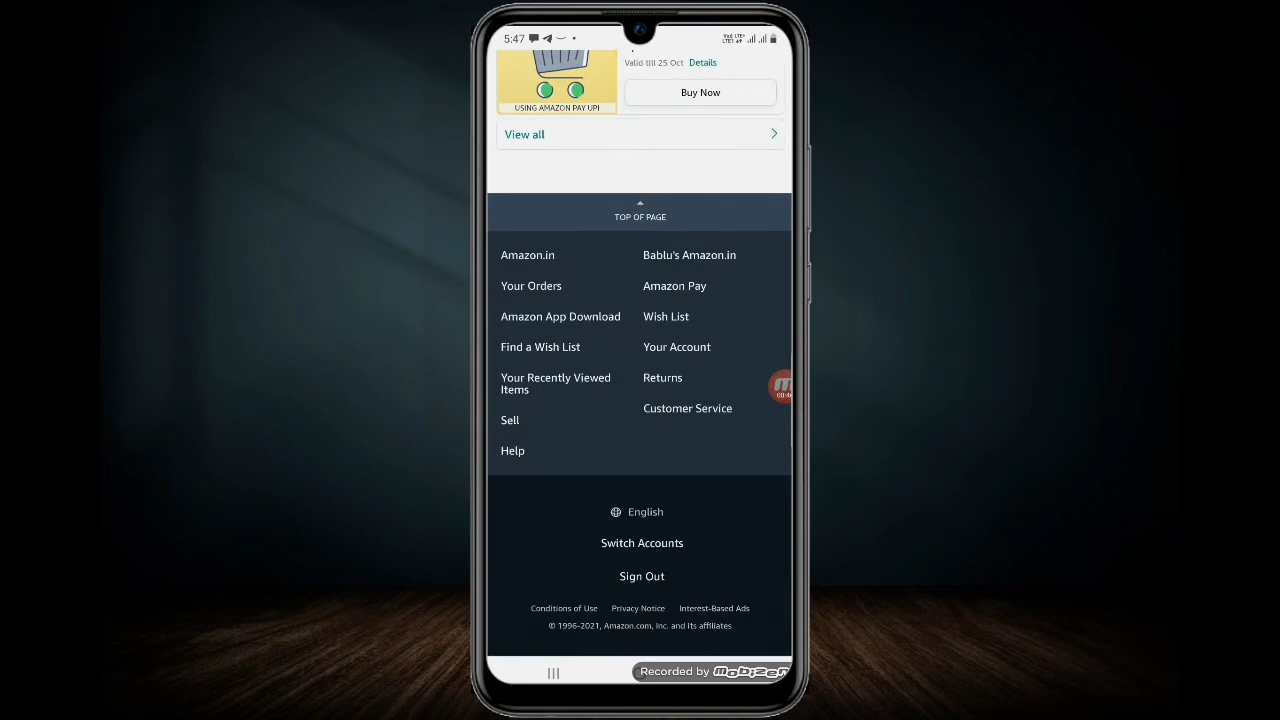 5:47
Valid till 25 Oct Details
Buy Now
USING AMAZON PAY UPI
View all
TOP OF PAGE
Amazon.in
Bablu's Amazon.in
Your Orders
Amazon Pay
Amazon App Download
Wish List
Find a Wish List
Your Account
Your Recently Viewed
Items
Returns
Customer Service
Sell
Help
English
Switch Accounts
Sign Out
Conditions of Use Privacy Notice Interest-Based Ads
© 1996-2021, Amazon.com, Inc. and its affiliates
Recorded by